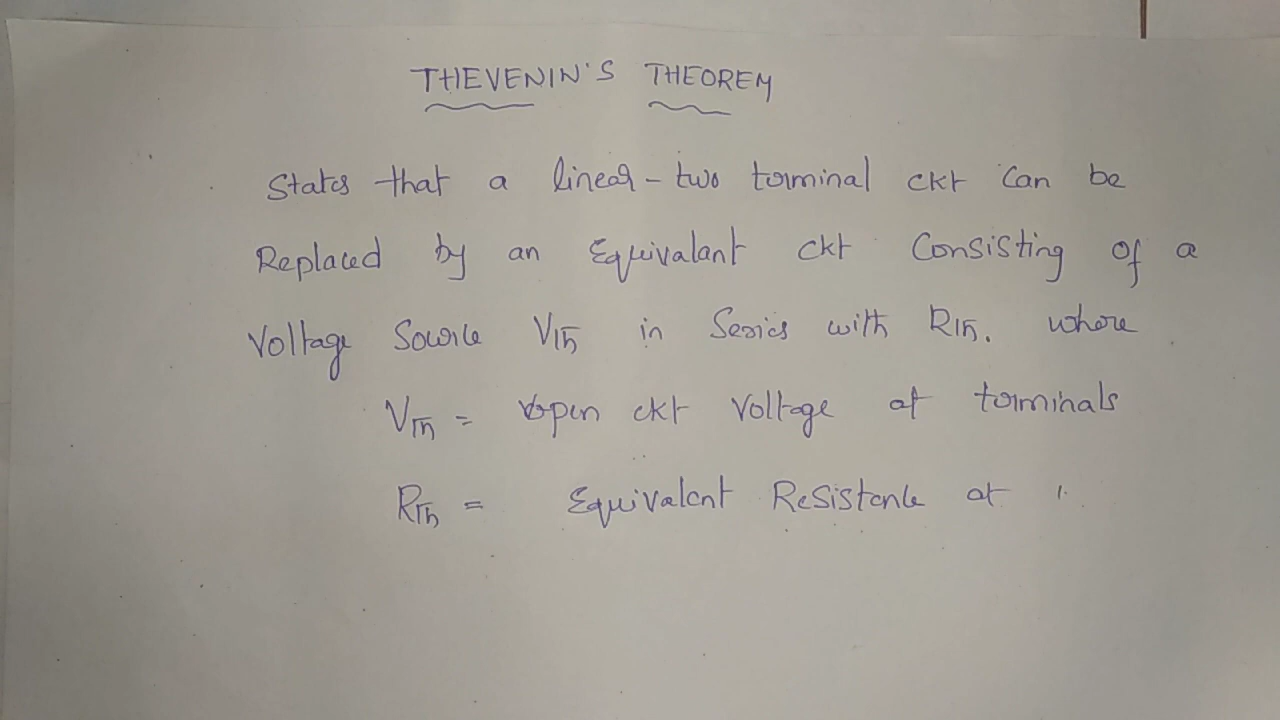 THEVENIN'S THEOREM
States that a linear-two terminal ckt can be
Replaced by an Equivalant ckt Consisting of a
Voltage Source VTh in Series with RTh. where
VTh = open ckt Voltage at terminals
RTh = Equivalent Resistance at